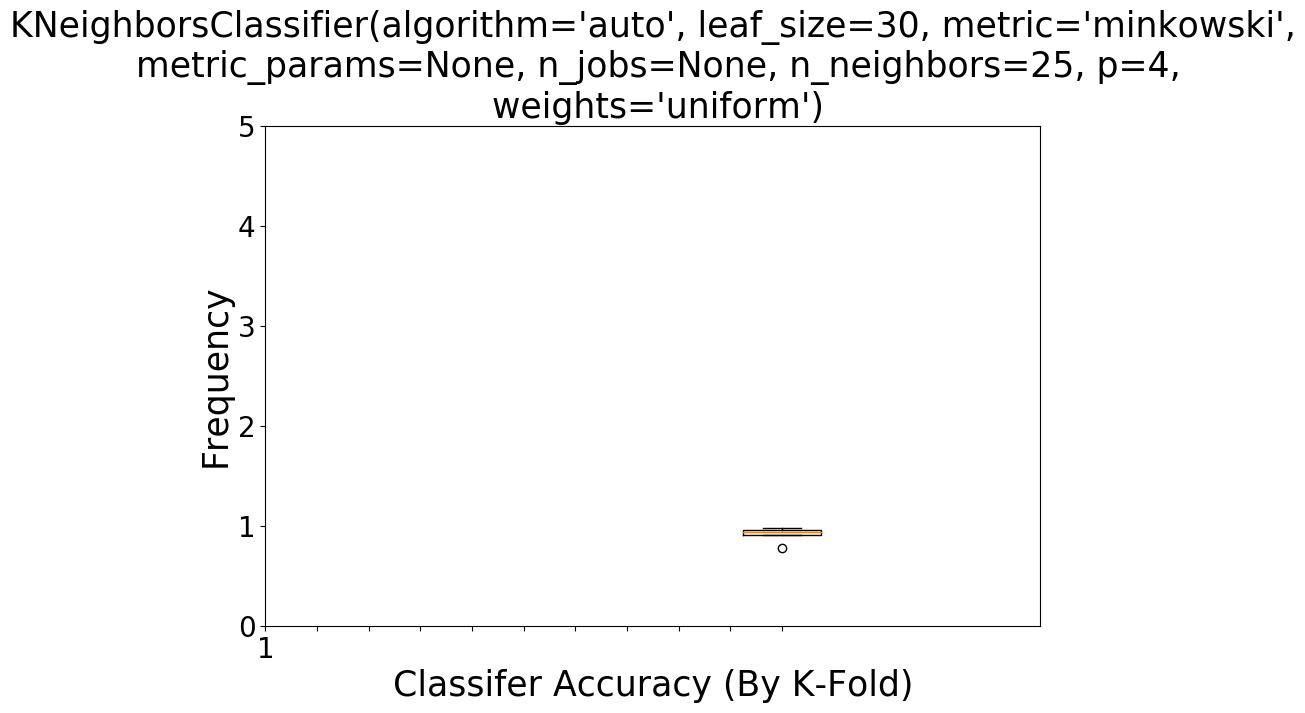 KNeighborsClassifier(algorithm='auto', leaf_size=30, metric='minkowski',
metric_params=None, n_jobs=None, n_neighbors=25, p=4,
weights='uniform')
5
4
3
2
1
0
Frequency
1
Classifer Accuracy (By K-Fold)